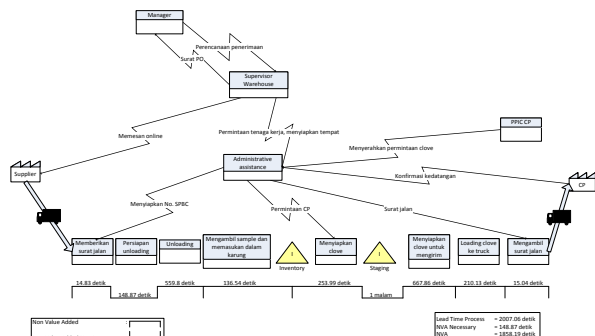 Manager
Perencanaan penerimaan
Surat PO
Supervisor
Warehouse
PPIC CP
Memesan online
Permintaan tenaga kerja, menyiapkan tempat
Menyerahkan permintaan clove
Administrative
assistance
Supplier
Konfirmasi kedatangan
CP
Menyiapkan No. SPBC
Permintaan CP
Surat jalan
Memberikan
surat jalan
Persiapan
unloading
Unloading
Mengambil sample dan
memasukan dalam
karung
I
Inventory
Menyiapkan
clove
I
Staging
Menyiapkan
clove untuk
mengirim
Loading clove
ke truck
Mengambil
surat jalan
14.83 detik
148.87 detik
559.8 detik
136.54 detik
253.99 detik
1 malam
667.86 detik
210.13 detik
15.04 detik
Non Value Added :
Lead Time Process = 2007.06 detik
NVA Necessary = 148.87 detik
NVA = 1858.19 detik